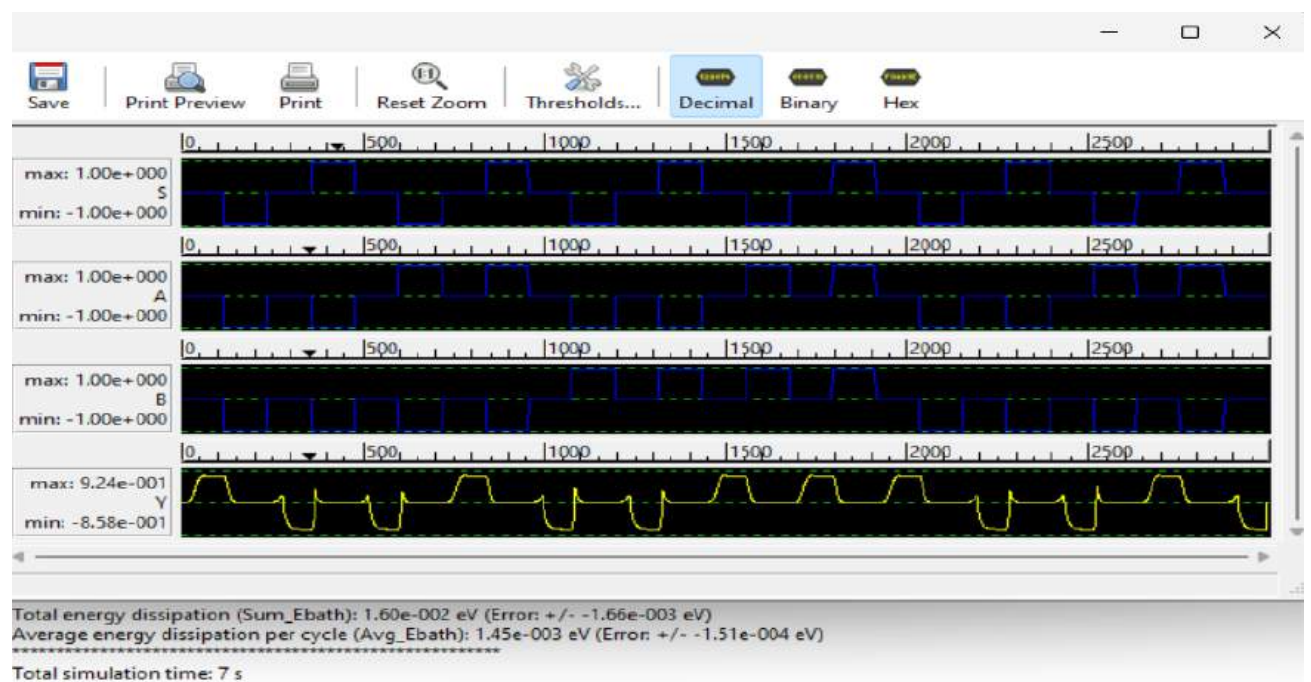 Save Print Preview Print Reset Zoom Thresholds... Decimal Binary Hex
0 500 1000 1500 2000 2500
max: 1.00e+000
S
min: -1.00e+000
0 500 1000 1500 2000 2500
max: 1.00e+000
A
min: -1.00e+000
0 500 1000 1500 2000 2500
max: 1.00e+000
B
min: -1.00e+000
0 500 1000 1500 2000 2500
max: 9.24e-001
Y
min: -8.58e-001
Total energy dissipation (Sum_Ebath): 1.60e-002 eV (Error: +/- -1.66e-003 eV)
Average energy dissipation per cycle (Avg_Ebath): 1.45e-003 eV (Error: +/- -1.51e-004 eV)
******************************************************
Total simulation time: 7 s